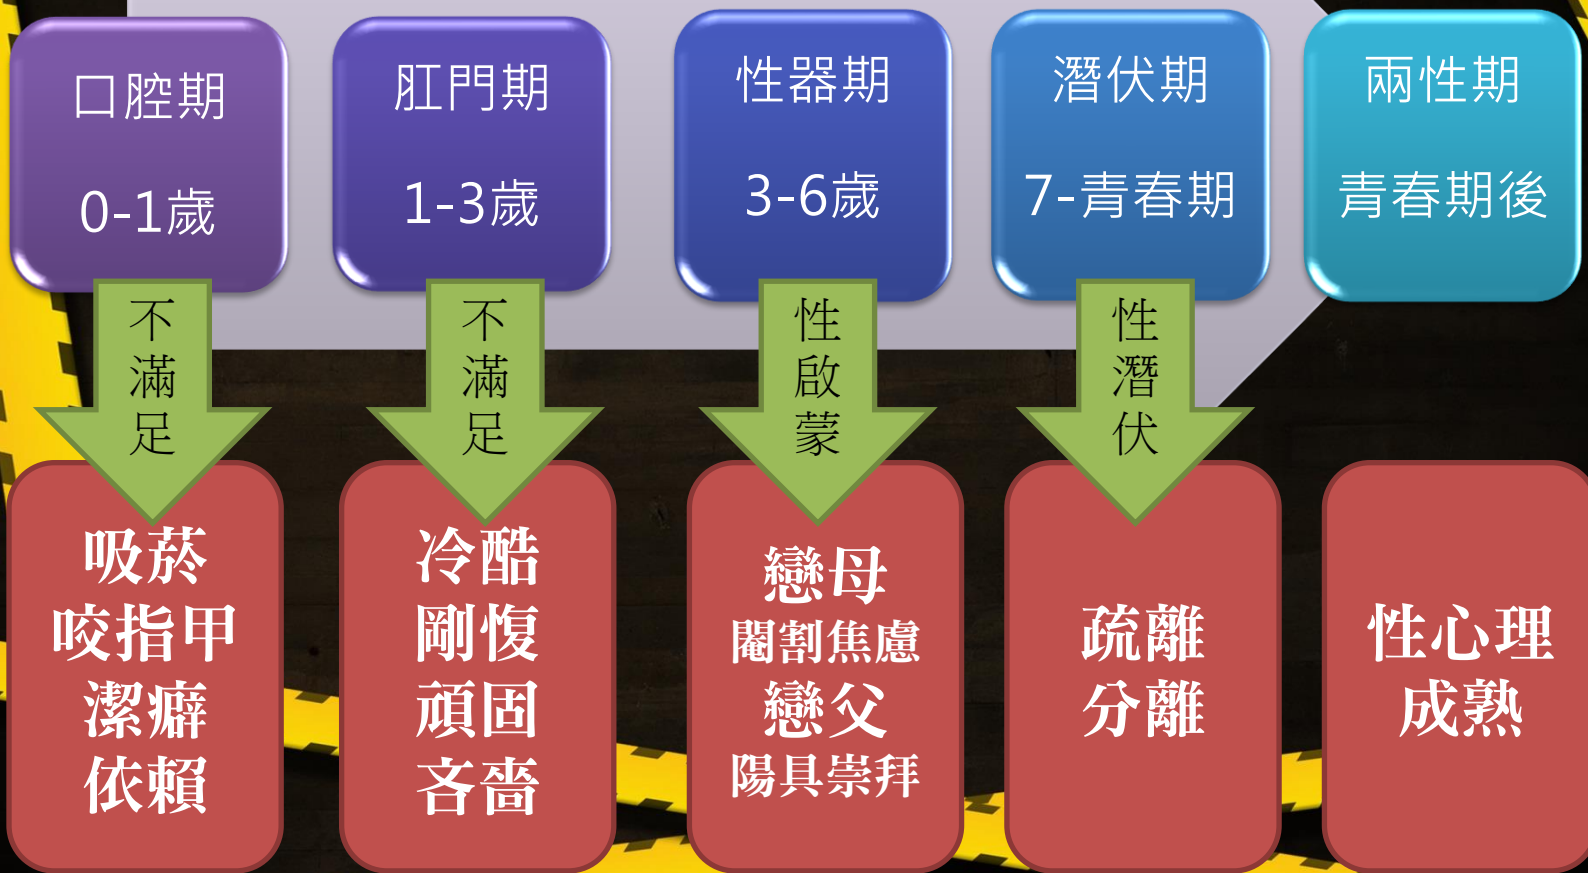 口腔期
0-1歲
肛門期
1-3歲
性器期
3-6歲
潛伏期
7-青春期
兩性期
青春期後
不滿足
不滿足
性啟蒙
性潛伏
吸菸
咬指甲
潔癖
依賴
冷酷
剛愎
頑固
吝嗇
戀母
閹割焦慮
戀父
陽具崇拜
疏離
分離
性心理
成熟